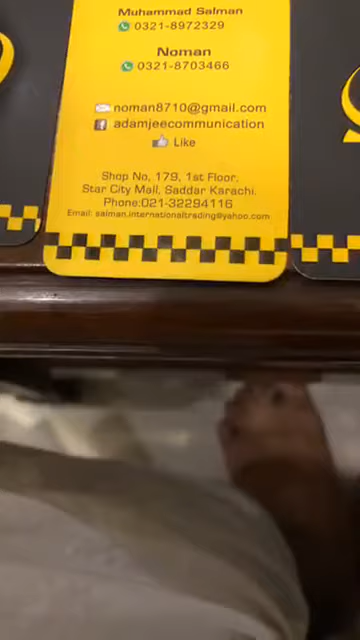 Muhammad Salman
0321-8972329
Noman
0321-8703466
noman8710@gmail.com
adamjeecommunication
Like
Shop No, 179, 1st Floor,
Star City Mall, Saddar Karachi.
Phone:021-32294116
Email: salman.internationaltrading@yahoo.com